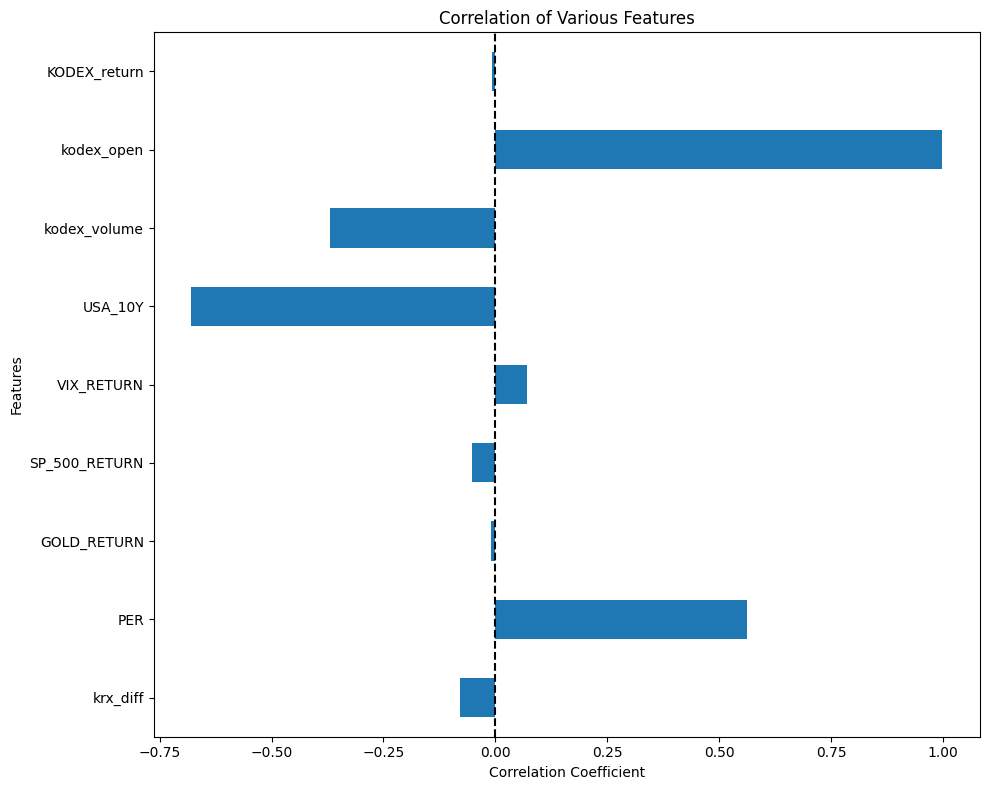 Correlation of Various Features
KODEX_return
kodex_open
kodex_volume
USA_10Y
VIX_RETURN
SP_500_RETURN
GOLD_RETURN
PER
krx_diff
Features
−0.75
−0.50
−0.25
0.00
0.25
0.50
0.75
1.00
Correlation Coefficient